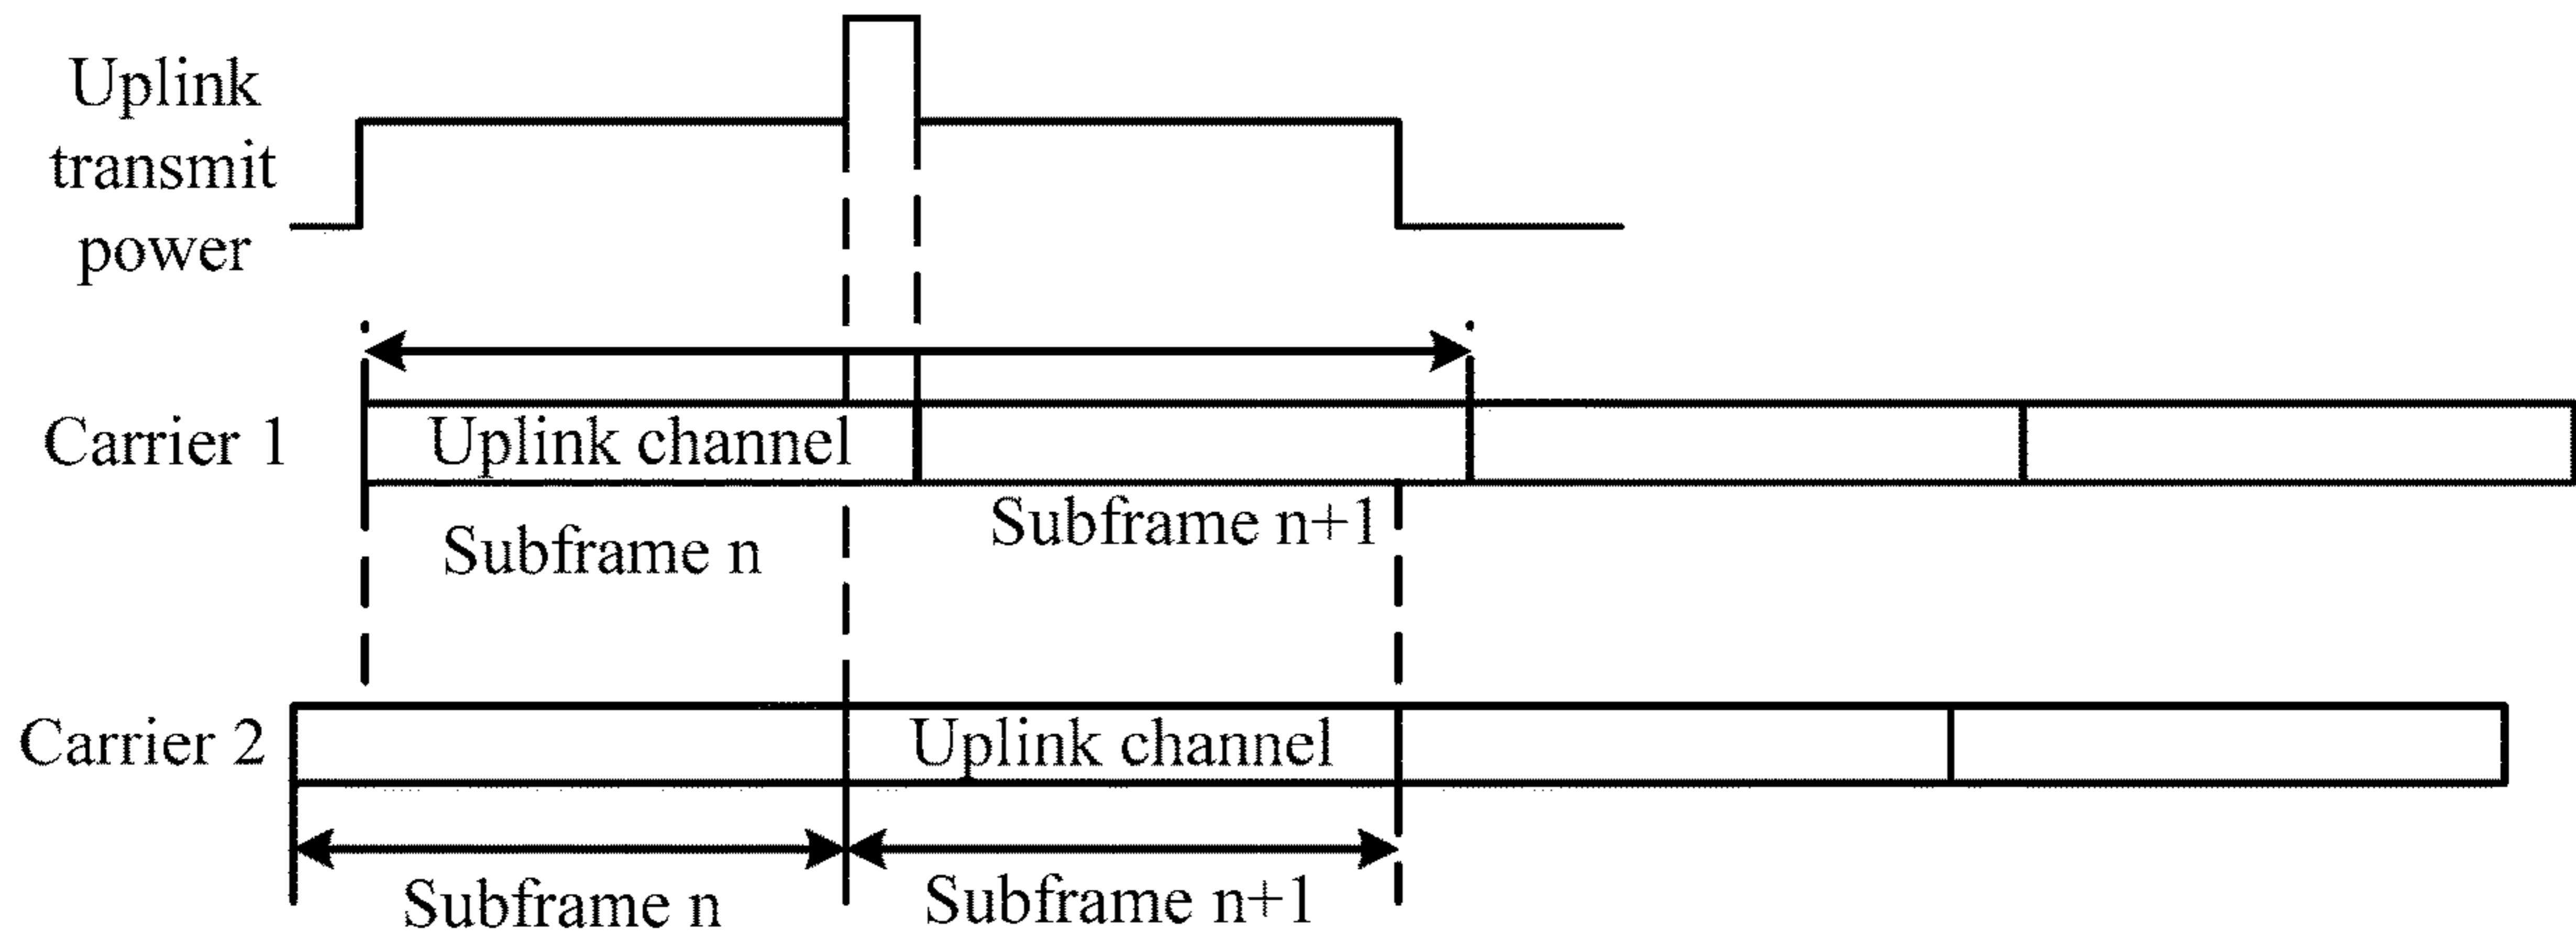 Uplink
transmit
power
Carrier 1
Uplink channel
Subframe n
Subframe n+1
Carrier 2
Uplink channel
Subframe n
Subframe n+1